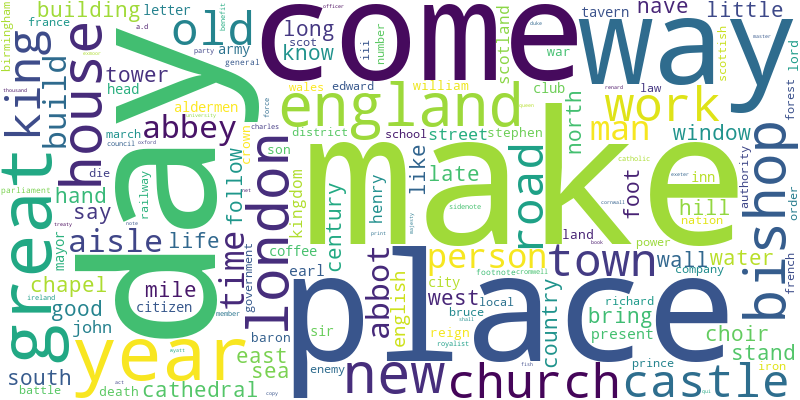 birmingham
building
france
letter
old
come
way
nave
little
king
house
tower
a.d
army
long
scot
know
iii
number
scotland
tavern
war
duke
scottish
forest
lord
master
benefit
officer
party
general
build
head
day
aldermen
force
wales
edward
william
club
law
renard
thousand
march
abbey
crown
charles
england
district
school
street
stephen
north
work
man
window
queen
great
hand
die
council
oxford
university
son
london
like
late
make
road
foot
inn
hill
catholic
exeter
authority
bishop
order
parliament
say
railway
follow
net
kingdom
century
henry
land
power
nation
cornwall
book
mayor
aisle
life
time
coffee
print
majesty
sidenote
person
town
wall
water
treaty
note
government
earl
abbot
english
footnote
cromwell
city
west
local
country
company
french
chapel
mile
citizen
ireland
good
john
member
baron
place
sir
reign
bruce
shall
richard
bring
present
choir
stand
year
east
sea
royalist
prince
iron
south
battle
act
death
cathedral
wyatt
copy
enemy
new
church
fish
castle
qui